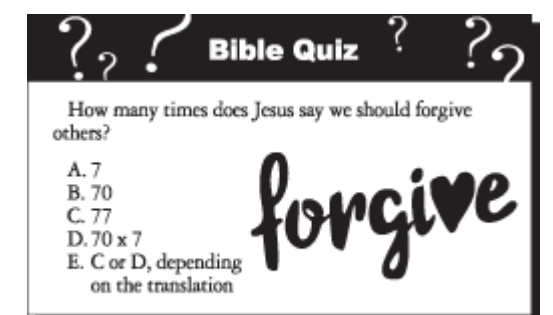 Bible Quiz
How many times does Jesus say we should forgive
others?
A. 7
B. 70
C. 77
D. 70 x 7
E. C or D, depending
on the translation
forgive